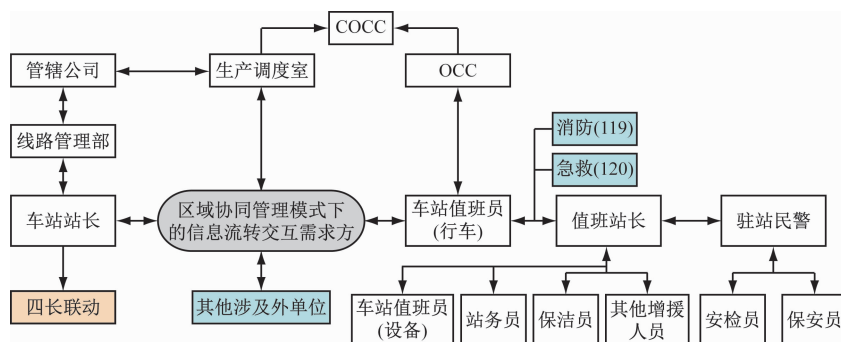 COCC
管辖公司
生产调度室
OCC
线路管理部
消防(119)
急救(120)
车站站长
区域协同管理模式下
的信息流转交互需求方
车站值班员
(行车)
值班站长
驻站民警
四长联动
其他涉及外单位
车站值班员
(设备)
站务员
保洁员
其他增援
人员
安检员
保安员